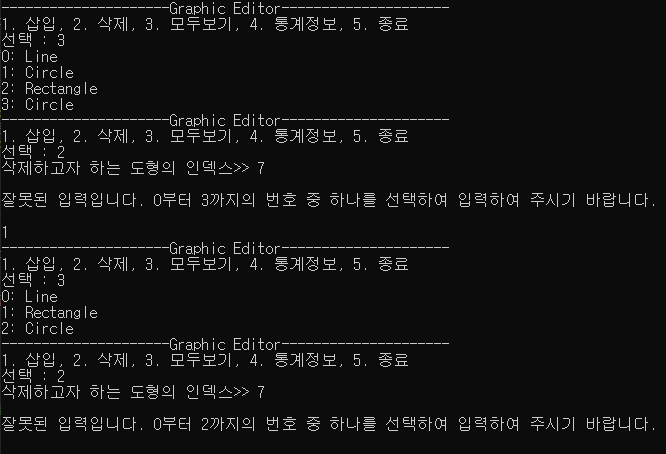 ---------------------Graphic Editor---------------------
1. 삽입, 2. 삭제, 3. 모두보기, 4. 통계정보, 5. 종료
선택 : 3
0: Line
1: Circle
2: Rectangle
3: Circle
---------------------Graphic Editor---------------------
1. 삽입, 2. 삭제, 3. 모두보기, 4. 통계정보, 5. 종료
선택 : 2
삭제하고자 하는 도형의 인덱스>> 7
잘못된 입력입니다. 0부터 3까지의 번호 중 하나를 선택하여 입력하여 주시기 바랍니다.
1
---------------------Graphic Editor---------------------
1. 삽입, 2. 삭제, 3. 모두보기, 4. 통계정보, 5. 종료
선택 : 3
0: Line
1: Rectangle
2: Circle
---------------------Graphic Editor---------------------
1. 삽입, 2. 삭제, 3. 모두보기, 4. 통계정보, 5. 종료
선택 : 2
삭제하고자 하는 도형의 인덱스>> 7
잘못된 입력입니다. 0부터 2까지의 번호 중 하나를 선택하여 입력하여 주시기 바랍니다.